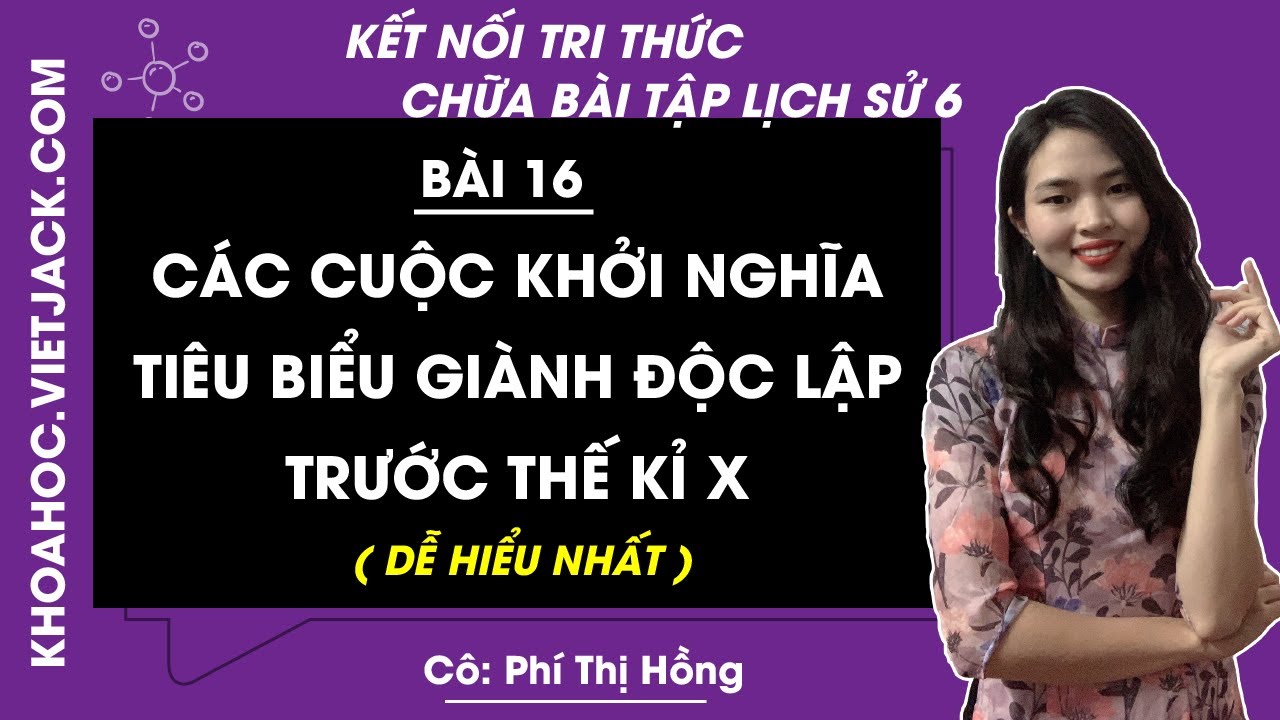 KẾT NỐI TRI THỨC
CHỮA BÀI TẬP LỊCH SỬ 6
KHOAHOC.VIETJACK.COM
BÀI 16
CÁC CUỘC KHỞI NGHĨA
TIÊU BIỂU GIÀNH ĐỘC LẬP
TRƯỚC THẾ KỈ X
( DỄ HIỂU NHẤT )
Cô: Phí Thị Hồng